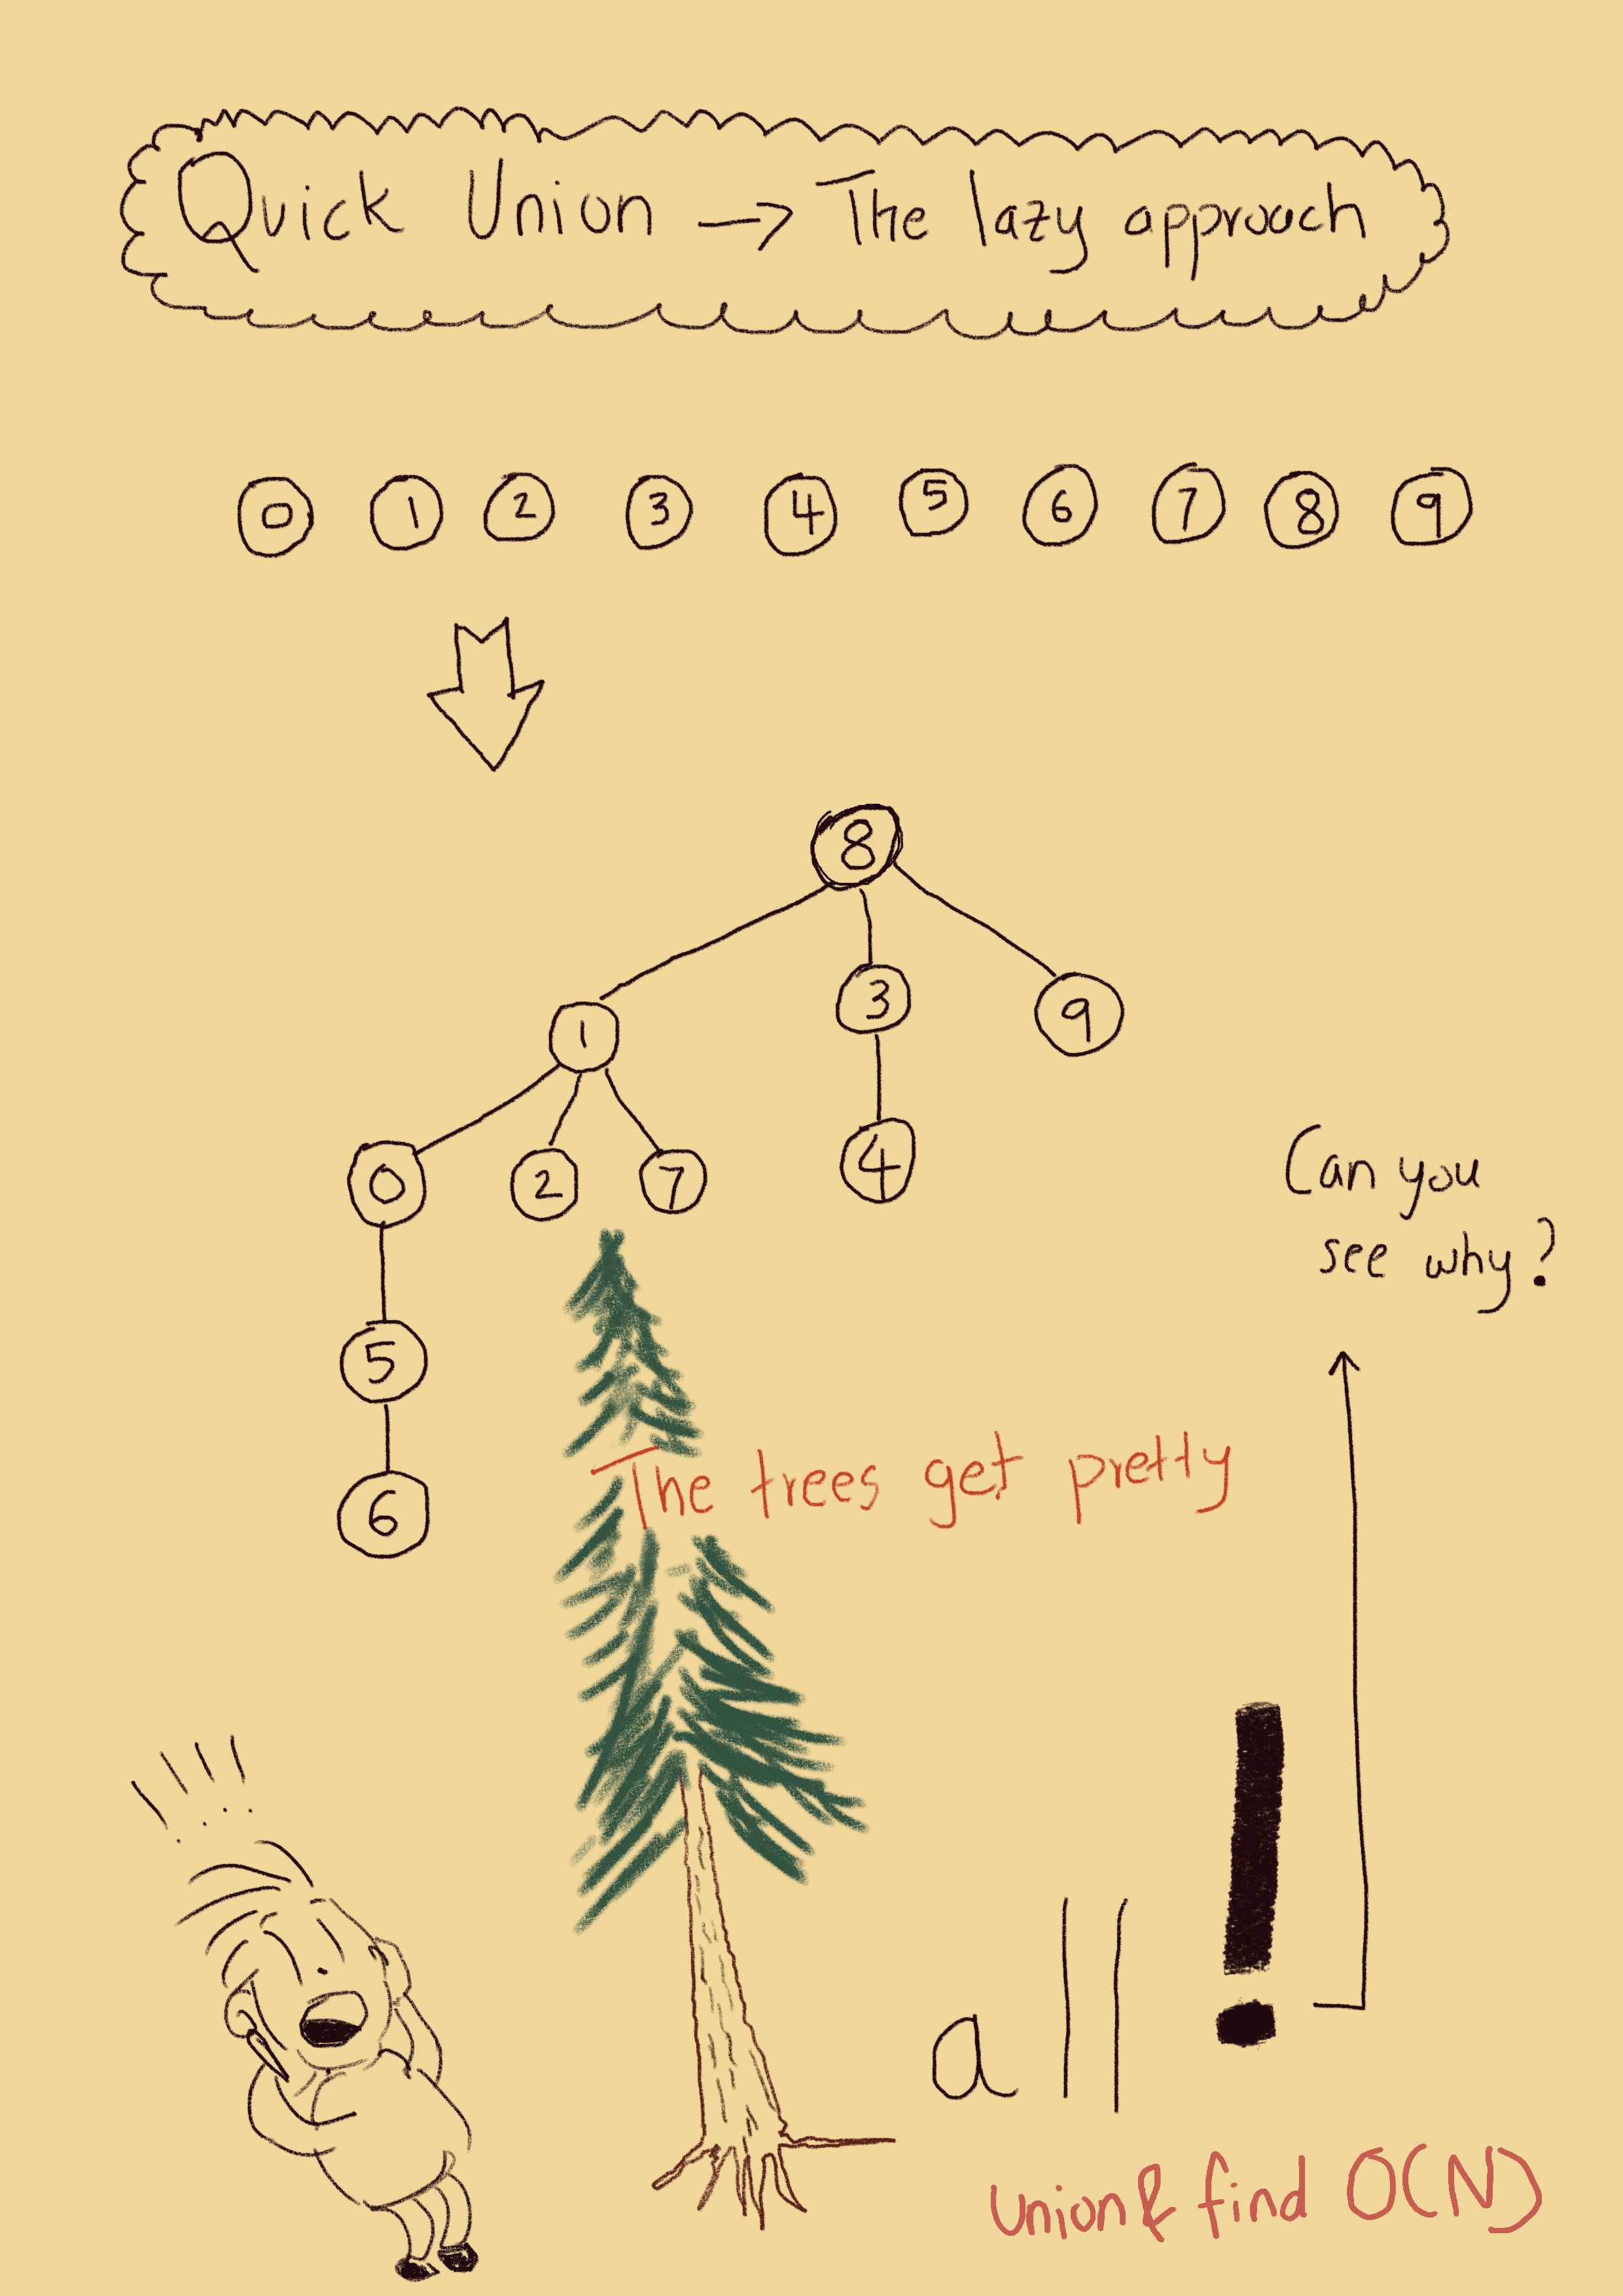 Quick Union → The lazy approach
0 1 2 3 4 5 6 7 8 9
8
1 3 9
0 2 7 4
5
6
Can you
see why?
The trees get pretty
all!
union & find O(N)